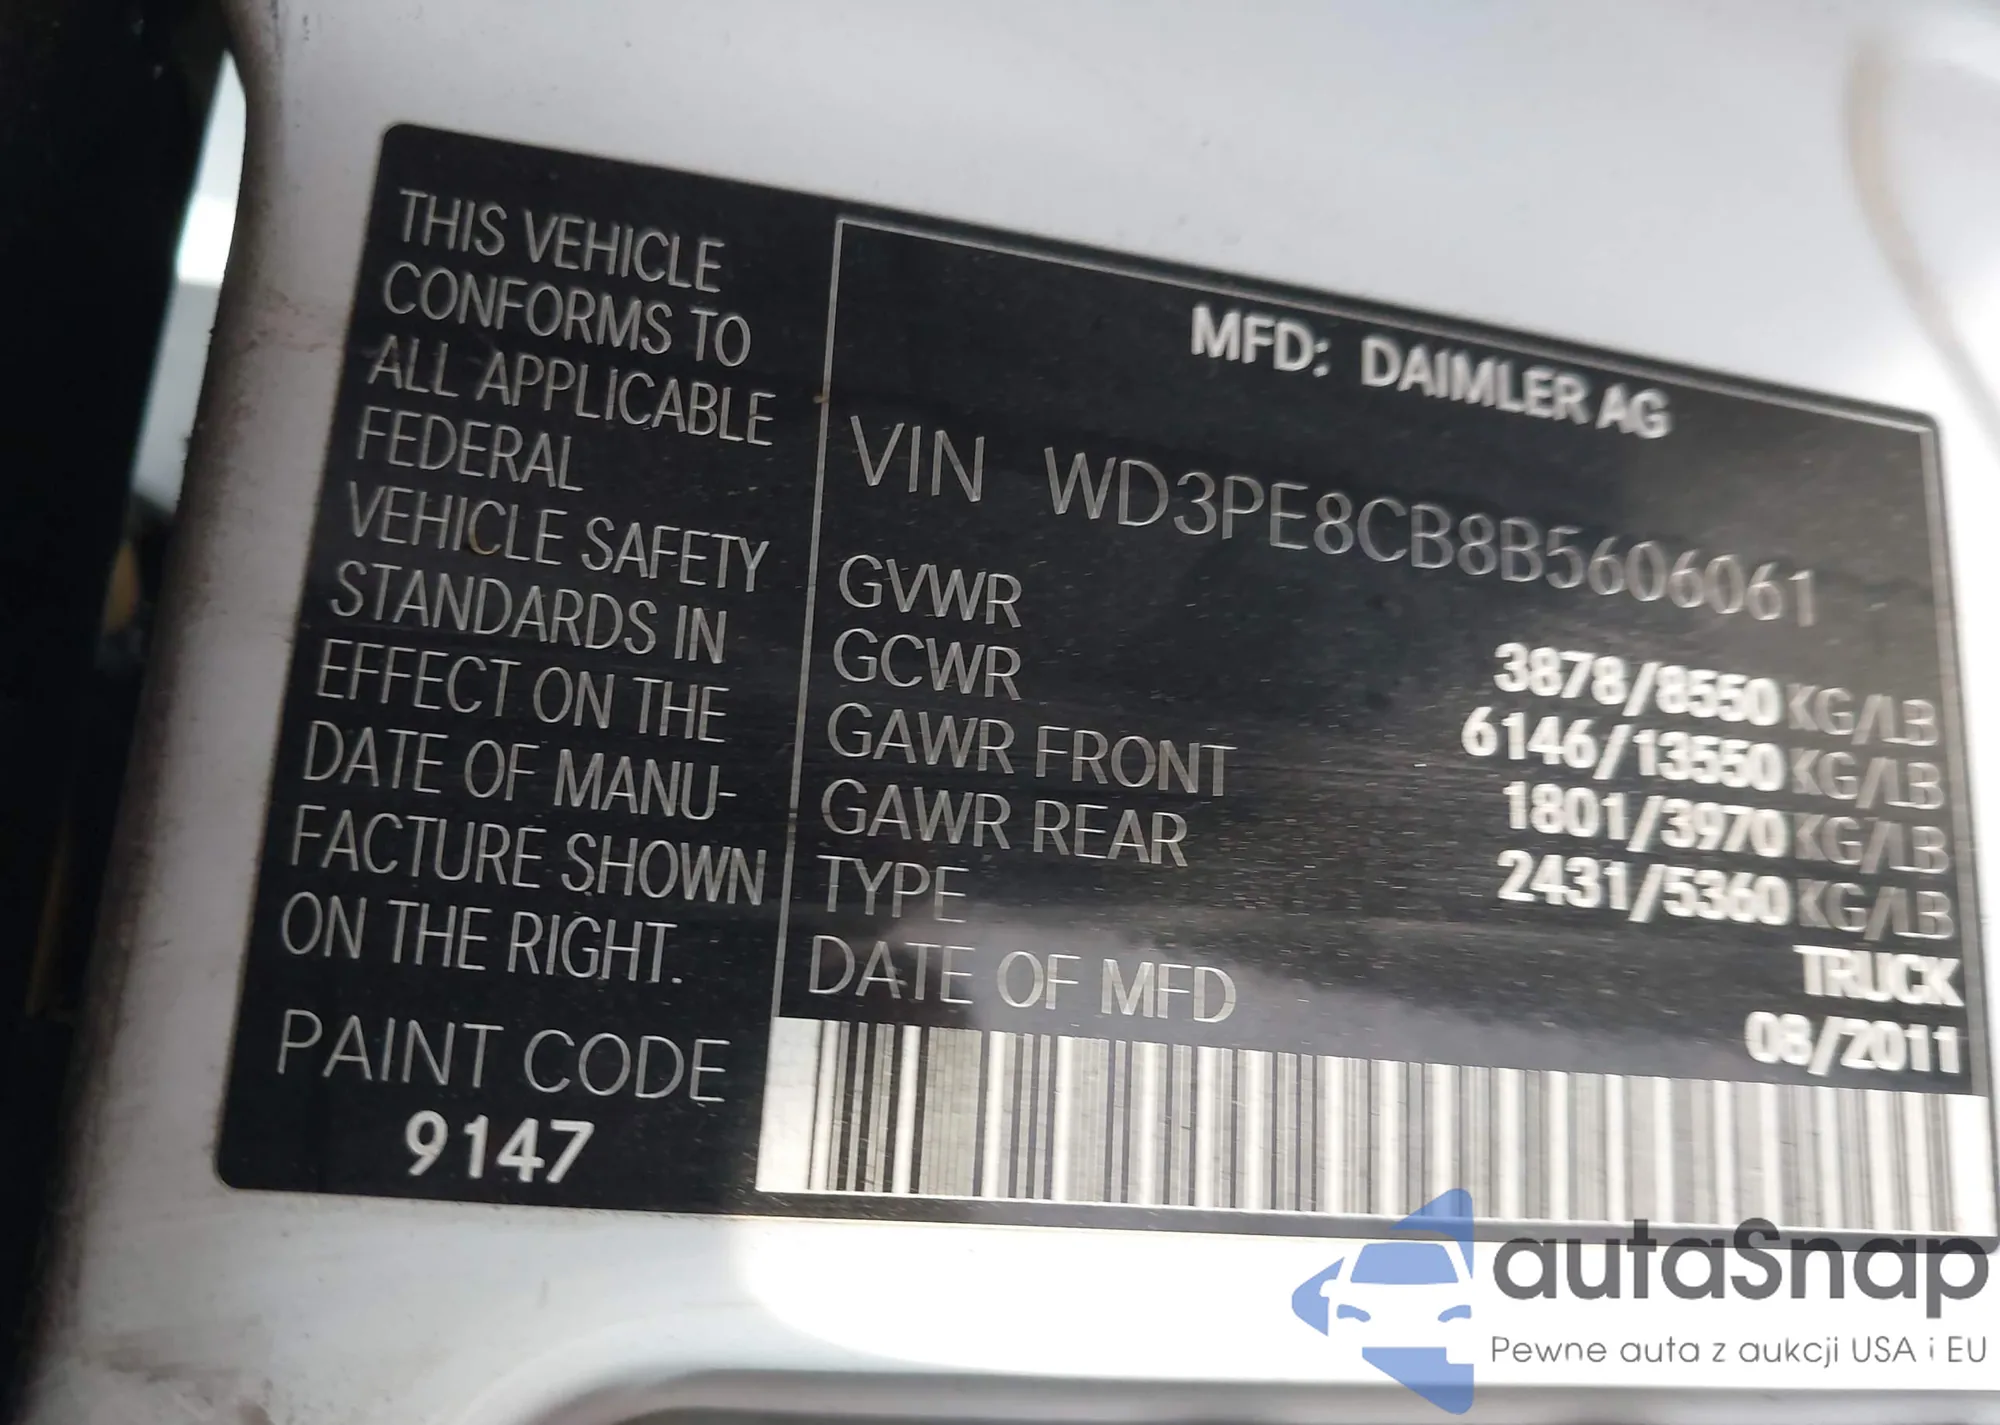 THIS VEHICLE
CONFORMS TO
ALL APPLICABLE
FEDERAL
VEHICLE SAFETY
STANDARDS IN
EFFECT ON THE
DATE OF MANU-
FACTURE SHOWN
ON THE RIGHT.
PAINT CODE
9147
MFD: DAIMLER AG
VIN WD3PE8CB8B5606061
GVWR 3878/8550 KG/LB
GCWR 6146/13550 KG/LB
GAWR FRONT 1801/3970 KG/LB
GAWR REAR 2431/5360 KG/LB
TYPE TRUCK
DATE OF MFD 08/2011
autaSnap
Pewne auta z aukcji USA i EU